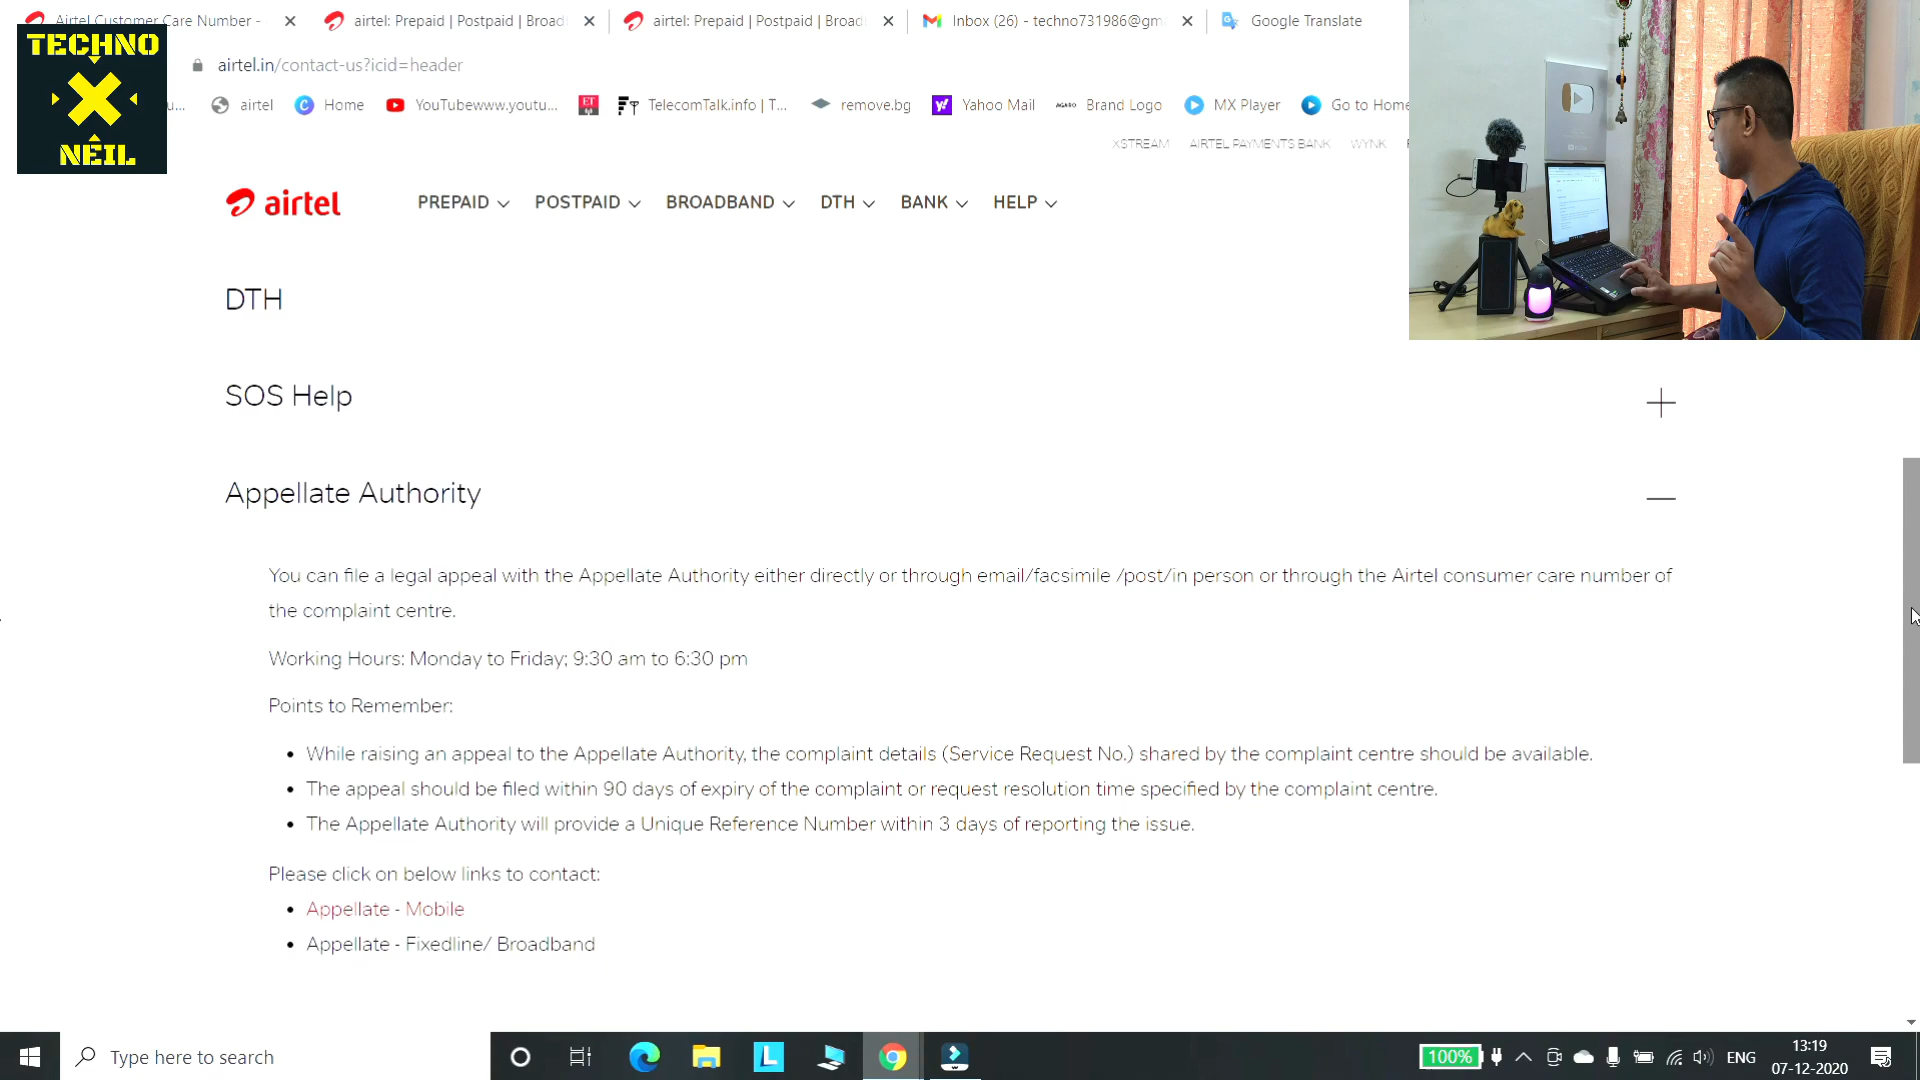 Airtel Customer Care Number -
airtel: Prepaid | Postpaid | Broad
airtel: Prepaid | Postpaid | Broad
Inbox (26) - techno731986@gm
Google Translate
TECHNO
NEIL
airtel.in/contact-us?icid=header
u...
airtel
Home
YouTubewww.youtu...
ET
TelecomTalk.info | T...
remove.bg
Yahoo Mail
AGARO
Brand Logo
MX Player
Go to Home
XSTREAM
AIRTEL PAYMENTS BANK
WYNK
airtel
PREPAID
POSTPAID
BROADBAND
DTH
BANK
HELP
DTH
SOS Help
Appellate Authority
You can file a legal appeal with the Appellate Authority either directly or through email/facsimile /post/in person or through the Airtel consumer care number of
the complaint centre.
Working Hours: Monday to Friday; 9:30 am to 6:30 pm
Points to Remember:
• While raising an appeal to the Appellate Authority, the complaint details (Service Request No.) shared by the complaint centre should be available.
• The appeal should be filed within 90 days of expiry of the complaint or request resolution time specified by the complaint centre.
• The Appellate Authority will provide a Unique Reference Number within 3 days of reporting the issue.
Please click on below links to contact:
• Appellate - Mobile
• Appellate - Fixedline/ Broadband
Type here to search
L
100%
ENG
13:19
07-12-2020